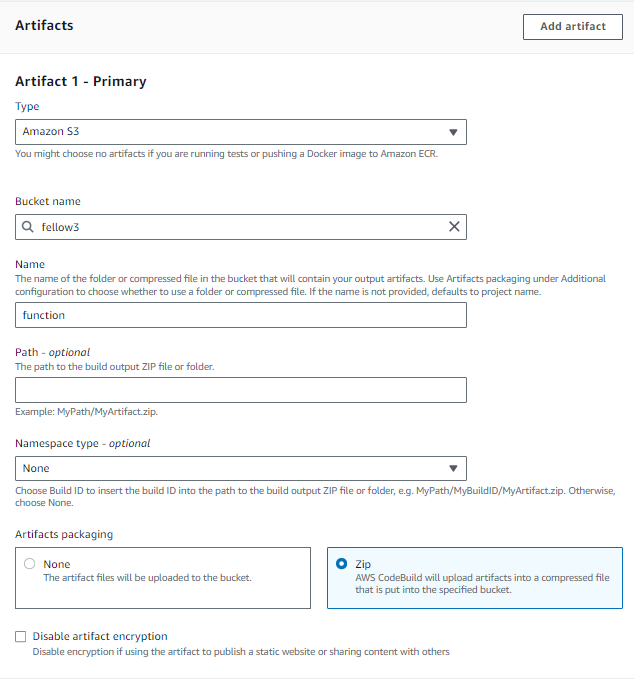 Artifacts
Add artifact
Artifact 1 - Primary
Type
Amazon S3
You might choose no artifacts if you are running tests or pushing a Docker image to Amazon ECR.
Bucket name
fellow3
Name
The name of the folder or compressed file in the bucket that will contain your output artifacts. Use Artifacts packaging under Additional
configuration to choose whether to use a folder or compressed file. If the name is not provided, defaults to project name.
function
Path - optional
The path to the build output ZIP file or folder.
Example: MyPath/MyArtifact.zip.
Namespace type - optional
None
Choose Build ID to insert the build ID into the path to the build output ZIP file or folder, e.g. MyPath/MyBuildID/MyArtifact.zip. Otherwise,
choose None.
Artifacts packaging
None
The artifact files will be uploaded to the bucket.
Zip
AWS CodeBuild will upload artifacts into a compressed file
that is put into the specified bucket.
Disable artifact encryption
Disable encryption if using the artifact to publish a static website or sharing content with others